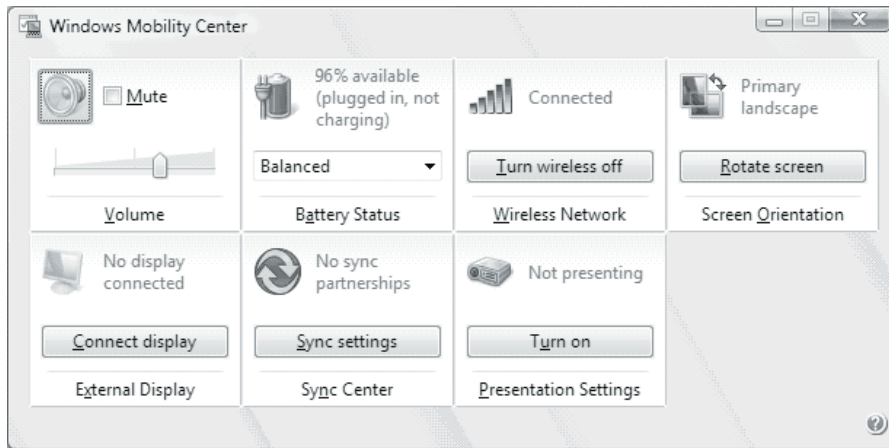 Windows Mobility Center
Mute
Volume
96% available
(plugged in, not
charging)
Balanced
Battery Status
Connected
Turn wireless off
Wireless Network
Primary
landscape
Rotate screen
Screen Orientation
No display
connected
Connect display
External Display
No sync
partnerships
Sync settings
Sync Center
Not presenting
Turn on
Presentation Settings
?